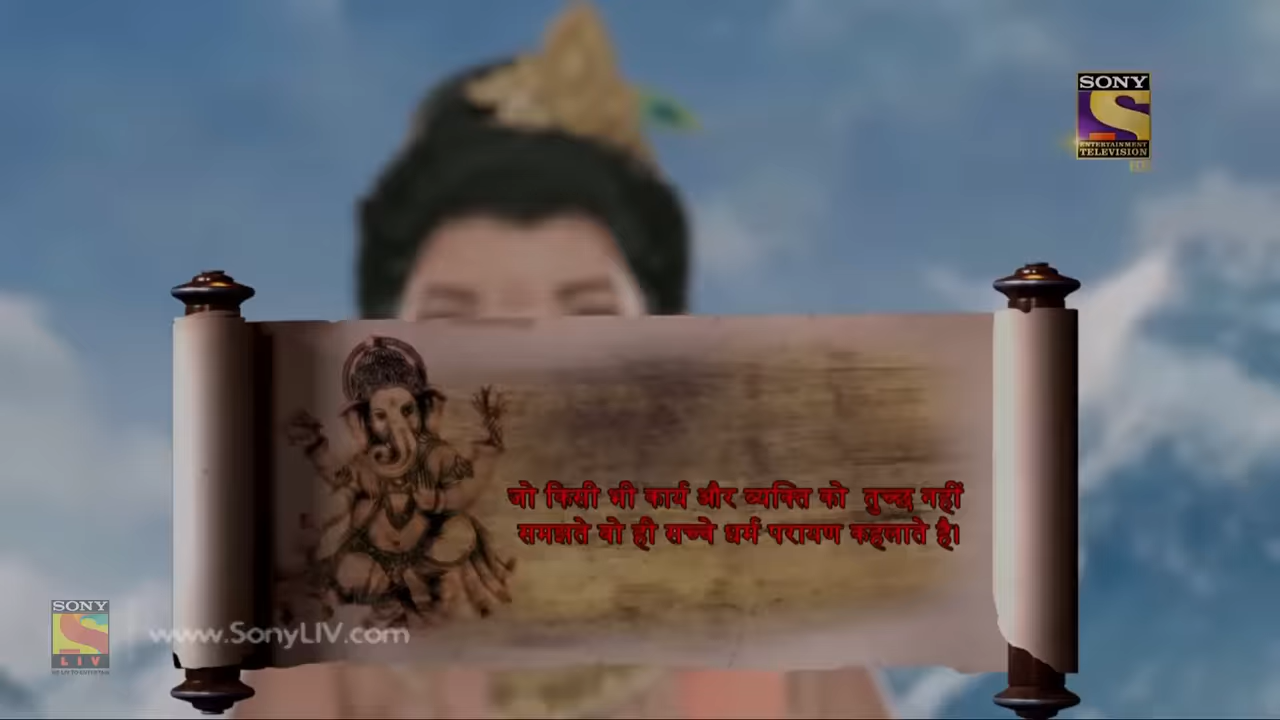 SONY
ENTERTAINMENT
TELEVISION
जो किसी भी कार्य और व्यक्ति को तुच्छ नहीं
समझते वो ही सच्चे धर्म परायण कहलाते है।
SONY
LIV
www.SonyLIV.com